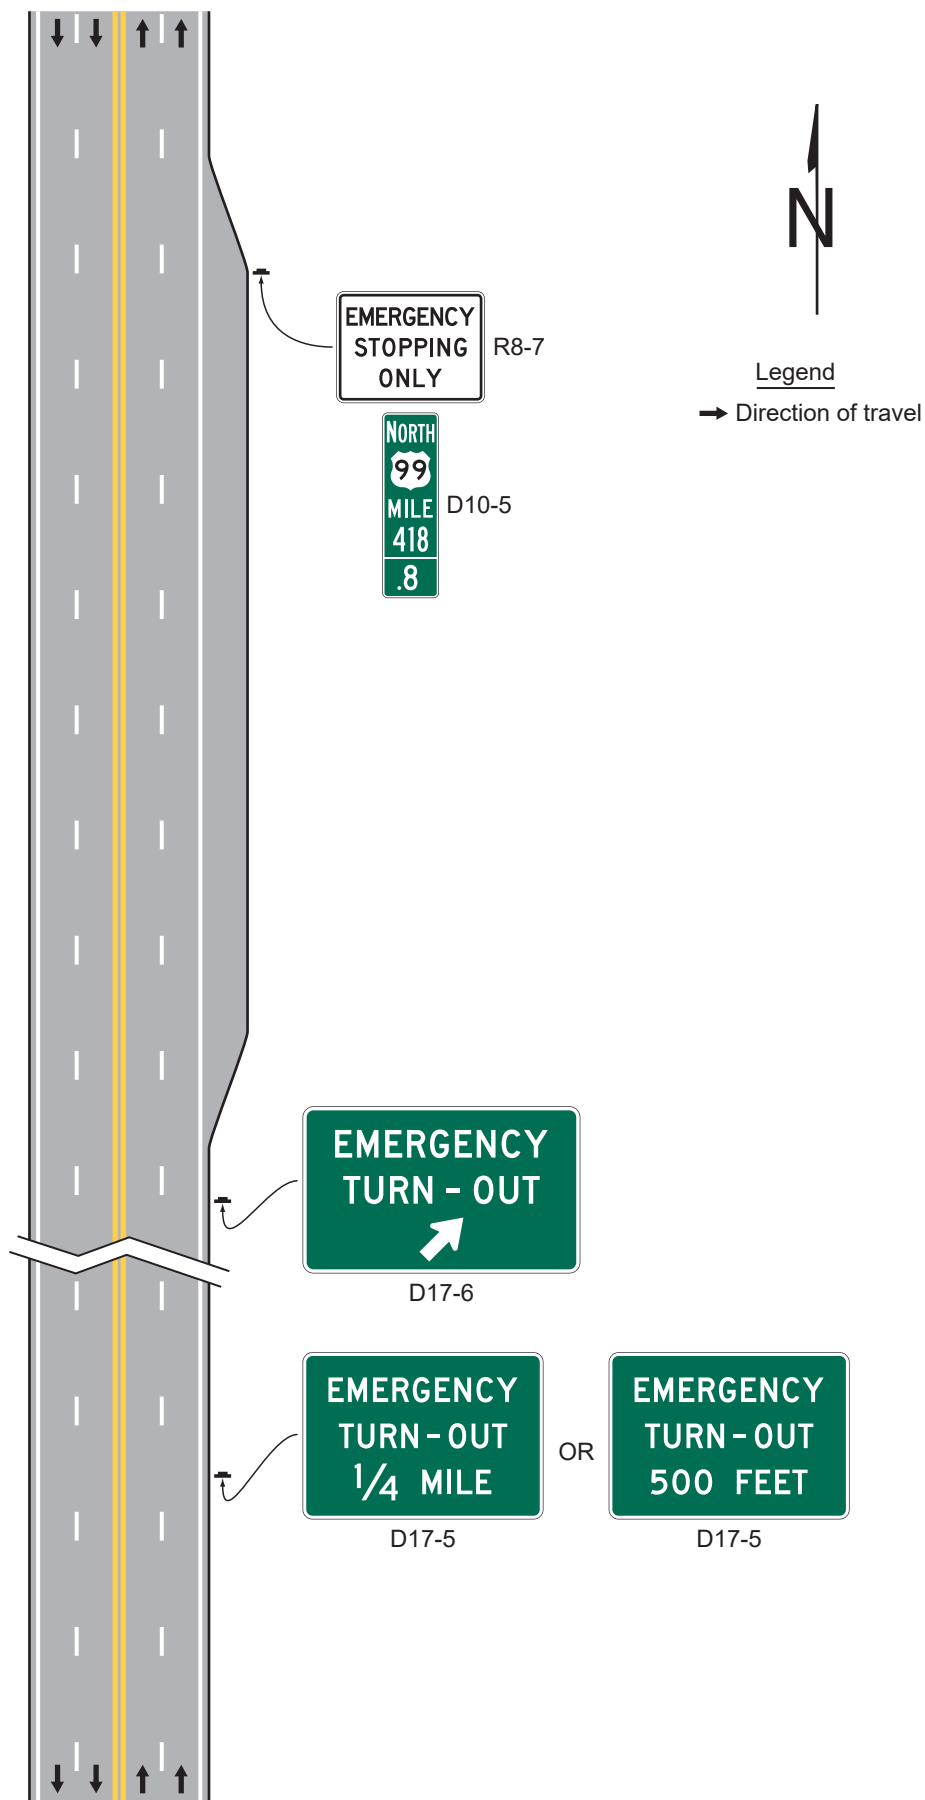 N
Legend
Direction of travel
EMERGENCY
STOPPING
ONLY
R8-7
NORTH
99
MILE
418
.8
D10-5
EMERGENCY
TURN - OUT
D17-6
EMERGENCY
TURN - OUT
1/4 MILE
D17-5
OR
EMERGENCY
TURN - OUT
500 FEET
D17-5